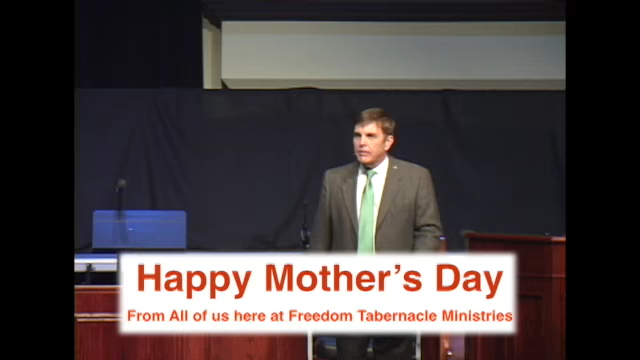 Happy Mother's Day
From All of us here at Freedom Tabernacle Ministries